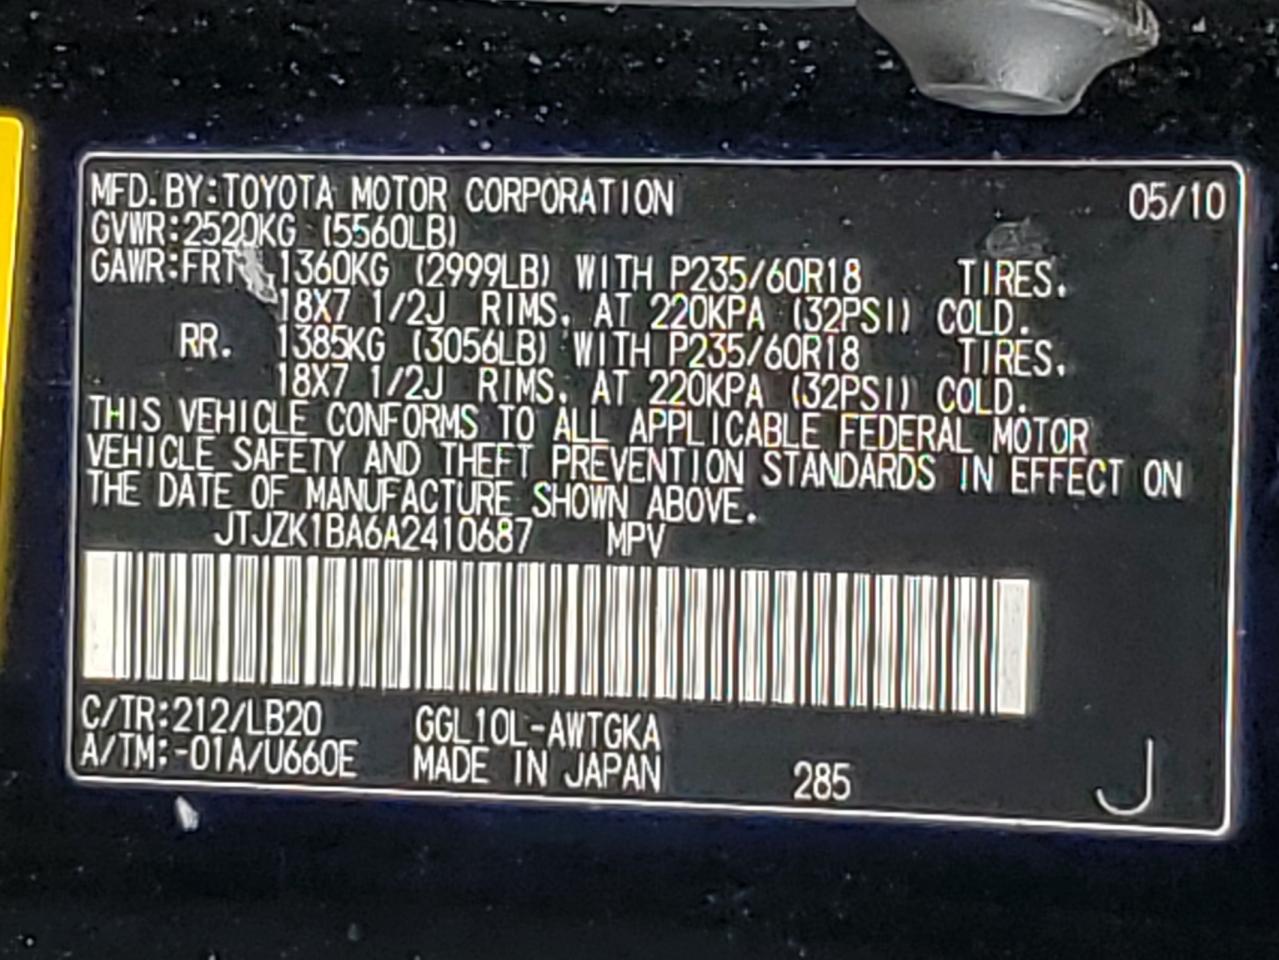 MFD. BY:TOYOTA MOTOR CORPORATION 05/10
GVWR:2520KG (5560LB)
GAWR:FRT 1360KG (2999LB) WITH P235/60R18 TIRES.
18X7 1/2J RIMS. AT 220KPA (32PSI) COLD.
RR. 1385KG (3056LB) WITH P235/60R18 TIRES.
18X7 1/2J RIMS. AT 220KPA (32PSI) COLD.
THIS VEHICLE CONFORMS TO ALL APPLICABLE FEDERAL MOTOR
VEHICLE SAFETY AND THEFT PREVENTION STANDARDS IN EFFECT ON
THE DATE OF MANUFACTURE SHOWN ABOVE.
JTJZK1BA6A2410687 MPV
C/TR:212/LB20 GGL10L-AWTGKA
A/TM:-01A/U660E MADE IN JAPAN 285 J